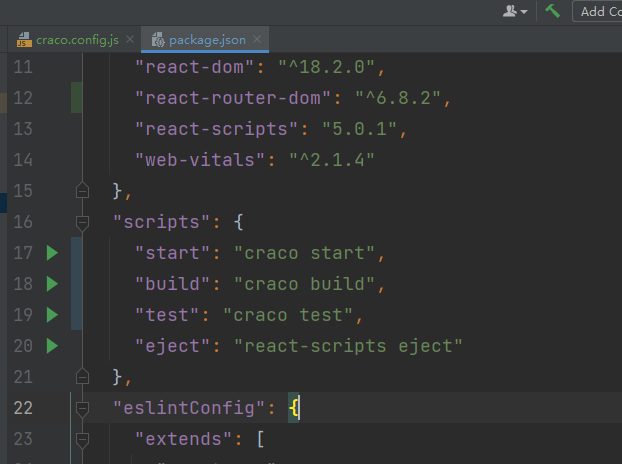 Add Co
craco.config.js
package.json
11 "react-dom": "^18.2.0",
12 "react-router-dom": "^6.8.2",
13 "react-scripts": "5.0.1",
14 "web-vitals": "^2.1.4"
15 },
16 "scripts": {
17 "start": "craco start",
18 "build": "craco build",
19 "test": "craco test",
20 "eject": "react-scripts eject"
21 },
22 "eslintConfig": {
23 "extends": [